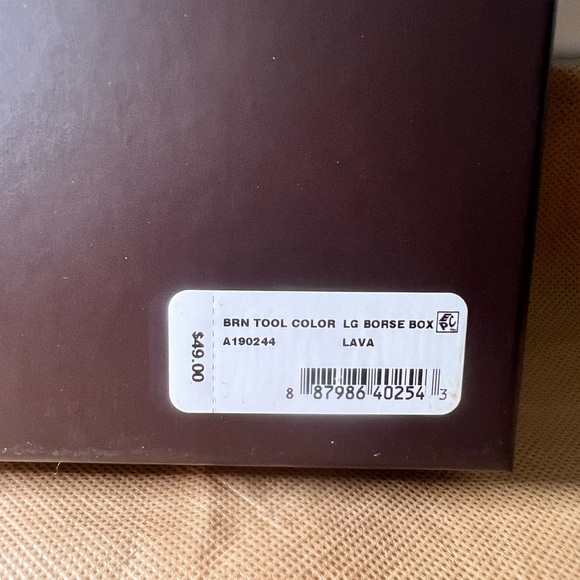 $49.00
BRN TOOL COLOR LG BORSE BOX
A190244 LAVA
8 87986 40254 3